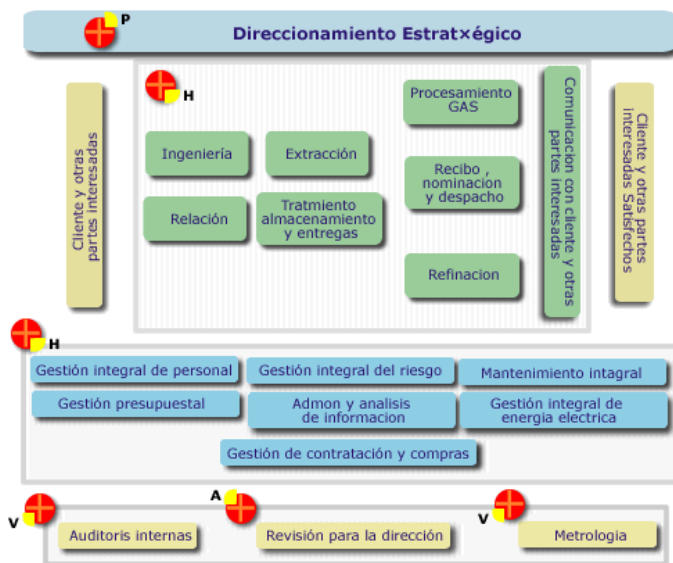 P
Direccionamiento Estrat×égico
H
Cliente y otras
partes interesadas
Ingeniería
Extracción
Relación
Tratmiento
almacenamiento
y entregas
Procesamiento
GAS
Recibo ,
nominacion
y despacho
Refinacion
Comunicacion con cliente y otras
partes interesadas
Cliente y otras partes
interesadas Satisfechos
H
Gestión integral de personal
Gestión integral del riesgo
Mantenimiento intagral
Gestión presupuestal
Admon y analisis
de informacion
Gestión integral de
energia electrica
Gestión de contratación y compras
V
Auditoris internas
A
Revisión para la dirección
V
Metrologia